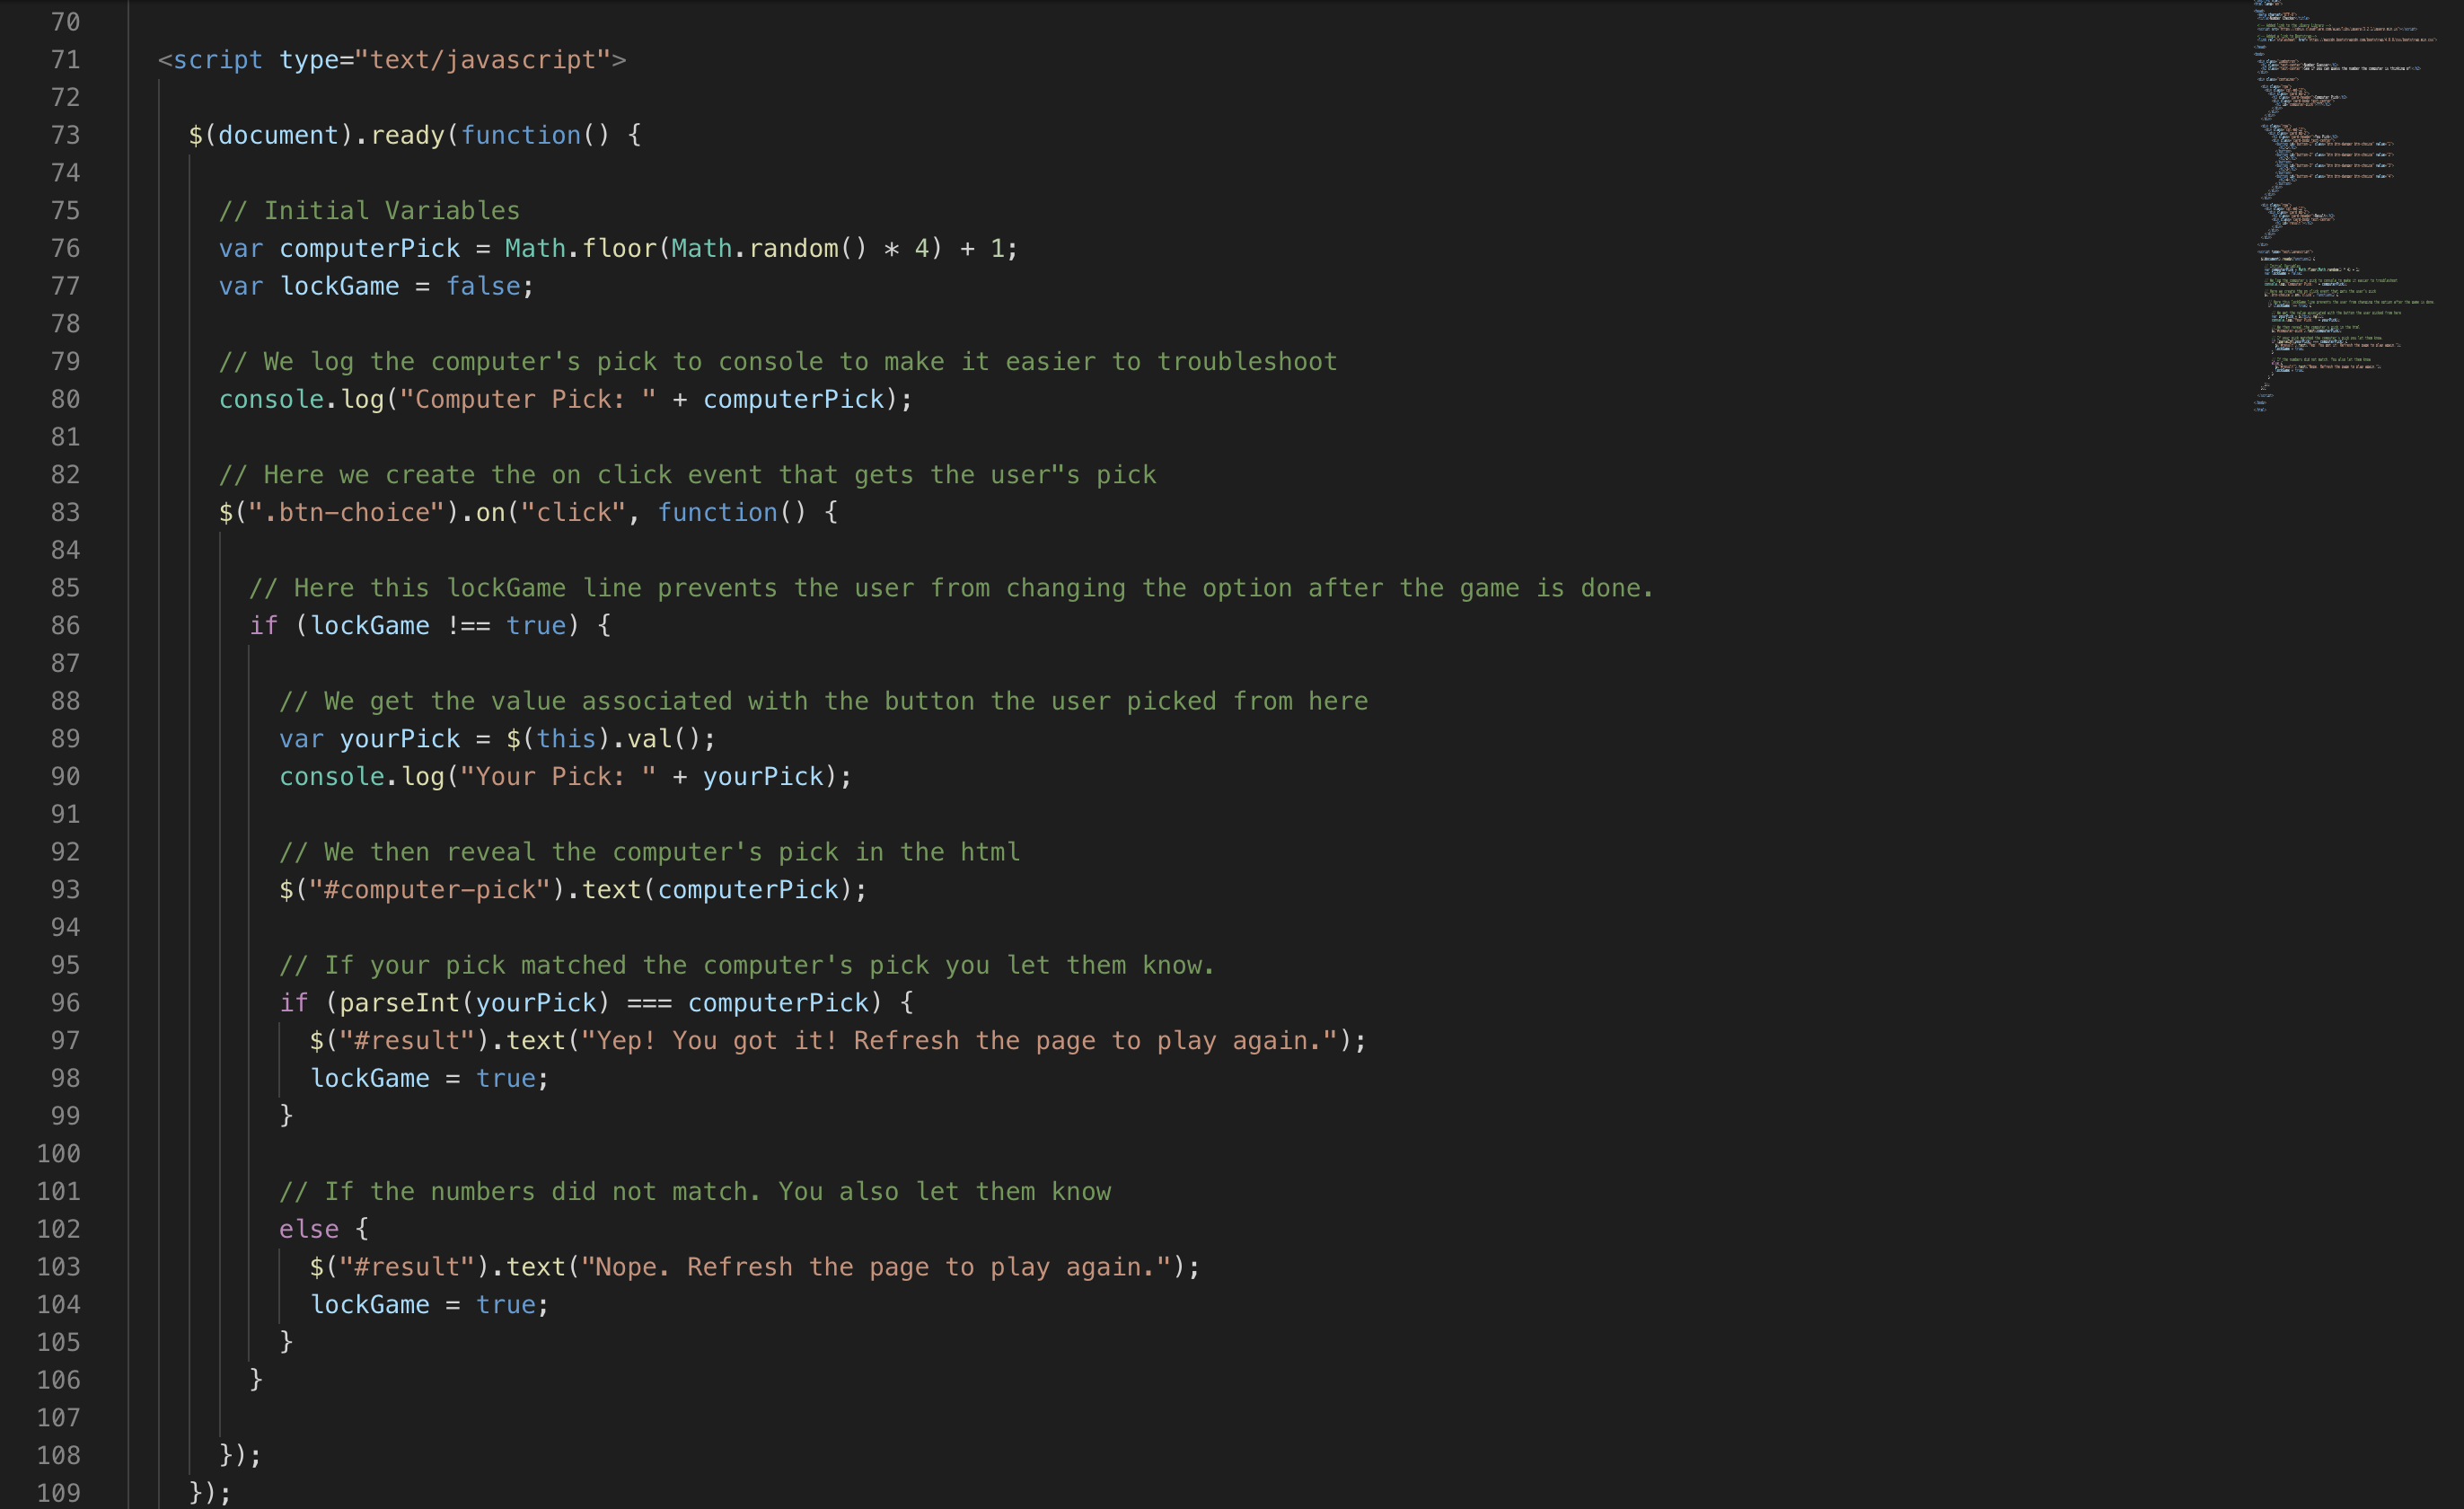 70
71 <script type="text/javascript">
72
73 $(document).ready(function() {
74
75 // Initial Variables
76 var computerPick = Math.floor(Math.random() * 4) + 1;
77 var lockGame = false;
78
79 // We log the computer's pick to console to make it easier to troubleshoot
80 console.log("Computer Pick: " + computerPick);
81
82 // Here we create the on click event that gets the user"s pick
83 $(".btn-choice").on("click", function() {
84
85 // Here this lockGame line prevents the user from changing the option after the game is done.
86 if (lockGame !== true) {
87
88 // We get the value associated with the button the user picked from here
89 var yourPick = $(this).val();
90 console.log("Your Pick: " + yourPick);
91
92 // We then reveal the computer's pick in the html
93 $("#computer-pick").text(computerPick);
94
95 // If your pick matched the computer's pick you let them know.
96 if (parseInt(yourPick) === computerPick) {
97 $("#result").text("Yep! You got it! Refresh the page to play again.");
98 lockGame = true;
99 }
100
101 // If the numbers did not match. You also let them know
102 else {
103 $("#result").text("Nope. Refresh the page to play again.");
104 lockGame = true;
105 }
106 }
107
108 });
109 });